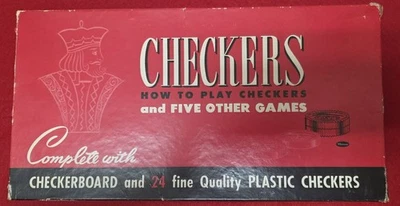 CHECKERS
HOW TO PLAY CHECKERS
and FIVE OTHER GAMES
Complete with
CHECKERBOARD and 24 fine Quality PLASTIC CHECKERS